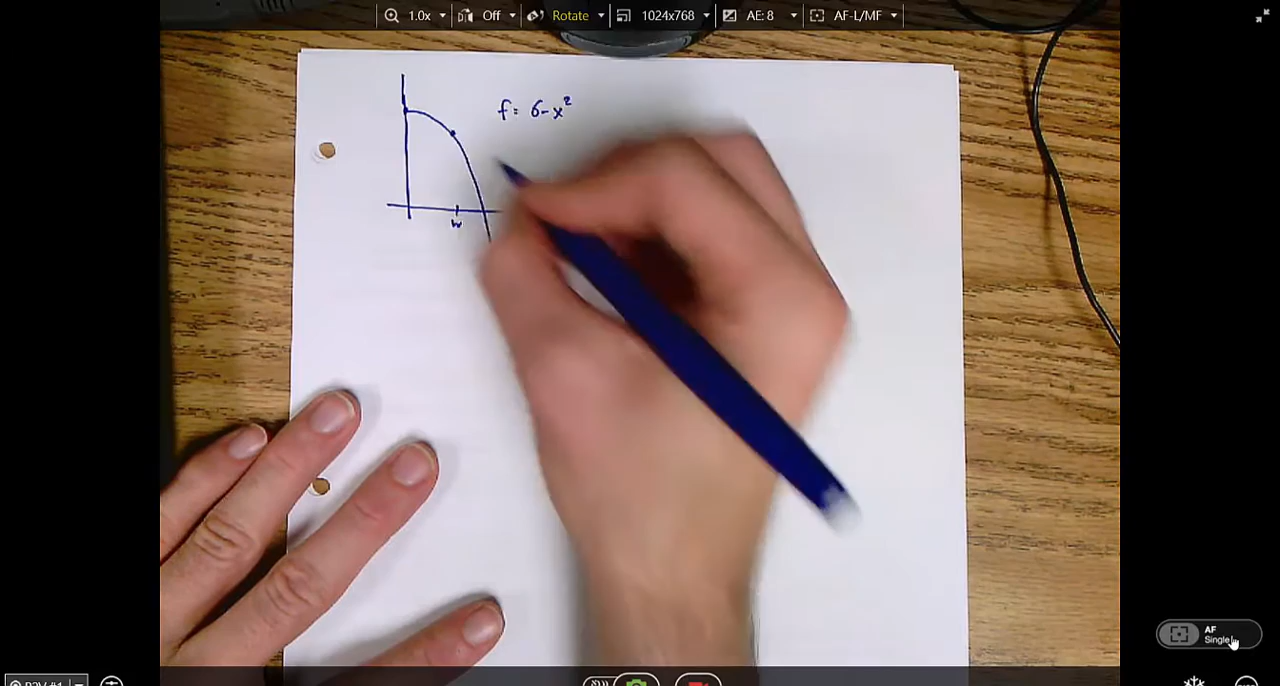 1.0x Off Rotate 1024x768 AE: 8 AF-L/MF
f = 6-x²
w
AF
Single